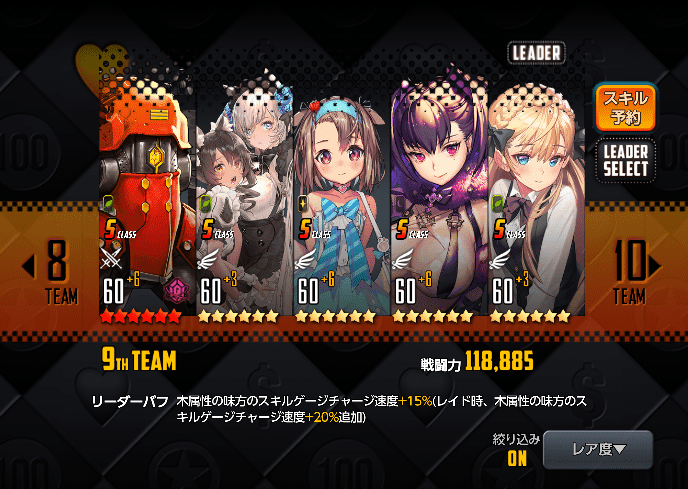 LEADER
スキル
予約
LEADER
SELECT
S CLASS
S CLASS
S CLASS
S CLASS
S CLASS
60+6
60+3
60+6
60+6
60+3
8
TEAM
10
TEAM
9TH TEAM
戦闘力 118,885
リーダーバフ 木属性の味方のスキルゲージチャージ速度+15%(レイド時、木属性の味方のス
キルゲージチャージ速度+20%追加)
絞り込み
ON
レア度▼
100
100